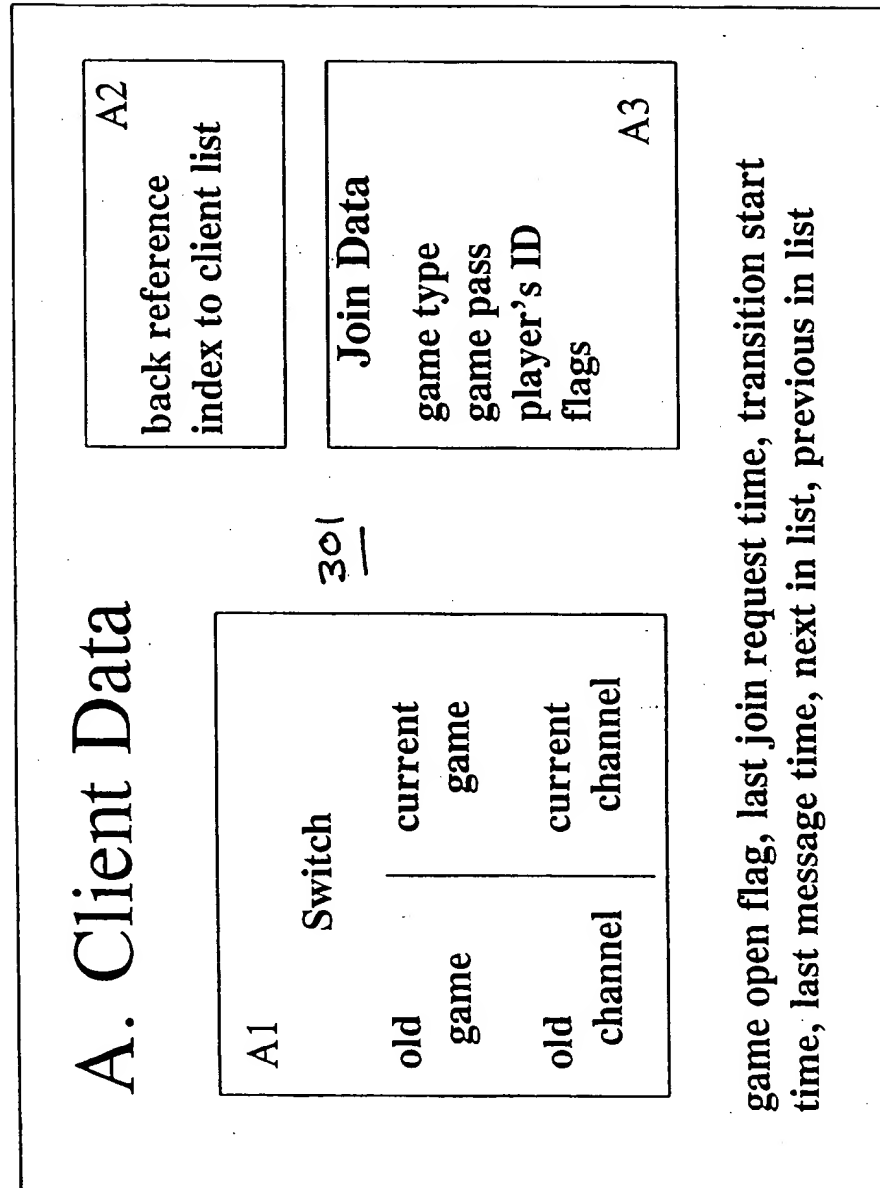 A. Client Data
A1
Switch
old game
current game
old channel
current channel
301
A2
back reference
index to client list
Join Data
game type
game pass
player's ID
flags
A3
game open flag, last join request time, transition start
time, last message time, next in list, previous in list